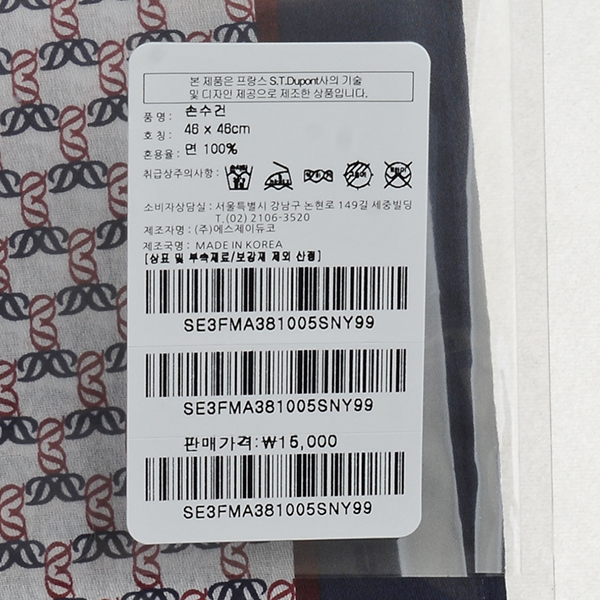 본 제품은 프랑스 S.T.Dupont사의 기술
및 디자인 제공으로 제조한 상품입니다.
품 명 : 손수건
호 칭 : 46 x 46cm
혼용율 : 면 100%
취급상주의사항 :
소비자상담실 : 서울특별시 강남구 논현로 149길 세중빌딩
T.(02) 2106-3520
제조자명 : (주)에스제이듀코
제조국명 : MADE IN KOREA
[상표 및 부속재료/보강재 제외 산정]
SE3FMA381005SNY99
SE3FMA381005SNY99
판매가격:₩15,000
SE3FMA381005SNY99